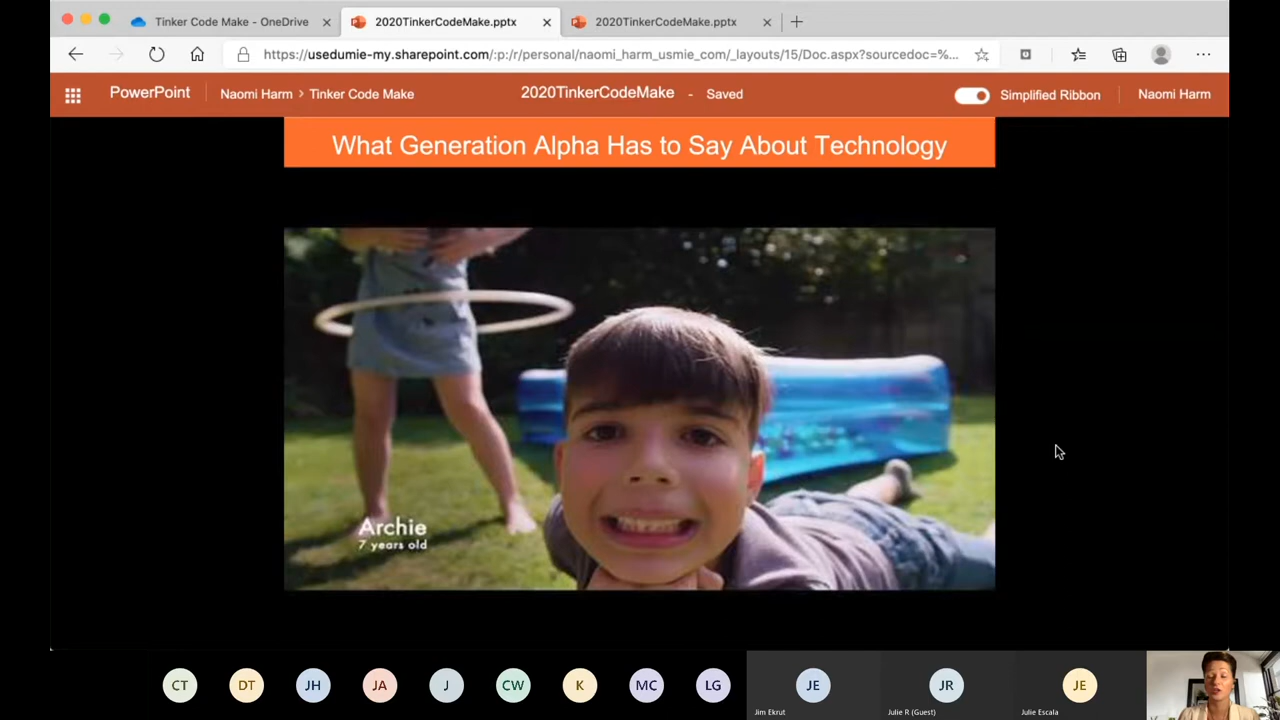 Tinker Code Make - OneDrive
2020TinkerCodeMake.pptx
2020TinkerCodeMake.pptx
https://usedumie-my.sharepoint.com/:p:/r/personal/naomi_harm_usmie_com/_layouts/15/Doc.aspx?sourcedoc=%...
PowerPoint
Naomi Harm > Tinker Code Make
2020TinkerCodeMake - Saved
Simplified Ribbon
Naomi Harm
What Generation Alpha Has to Say About Technology
Archie
7 years old
CT
DT
JH
JA
J
CW
K
MC
LG
JE
JR
JE
Jim Ekrut
Julie R (Guest)
Julie Escala